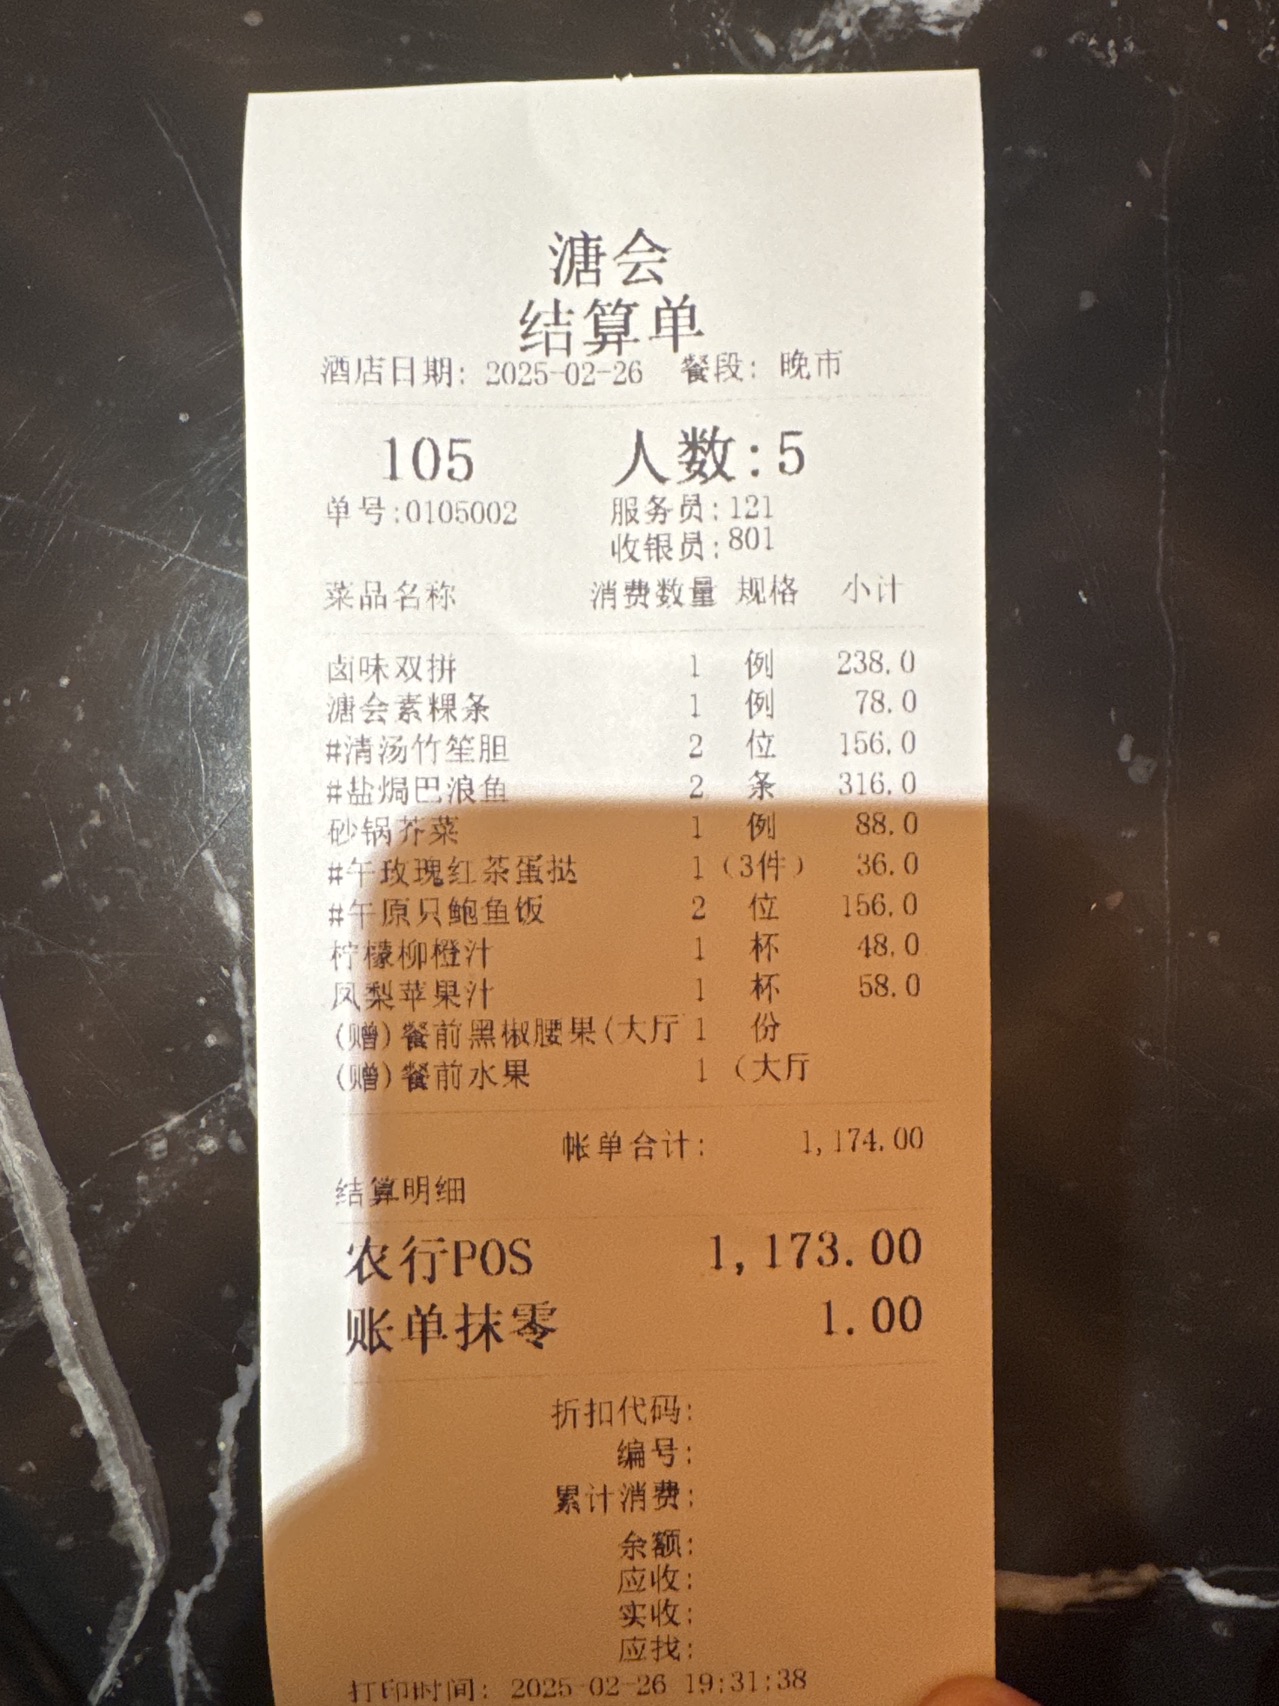 溏会
结算单
酒店日期: 2025-02-26 餐段: 晚市
105 人数:5
单号:0105002 服务员:121
收银员:801
菜品名称 消费数量 规格 小计
卤味双拼 1 例 238.0
溏会素粿条 1 例 78.0
#清汤竹笙胆 2 位 156.0
#盐焗巴浪鱼 2 条 316.0
砂锅芥菜 1 例 88.0
#午玫瑰红茶蛋挞 1 (3件) 36.0
#午原只鲍鱼饭 2 位 156.0
柠檬柳橙汁 1 杯 48.0
凤梨苹果汁 1 杯 58.0
(赠)餐前黑椒腰果(大厅 1 份
(赠)餐前水果 1 (大厅
帐单合计: 1,174.00
结算明细
农行POS 1,173.00
账单抹零 1.00
折扣代码:
编号:
累计消费:
余额:
应收:
实收:
应找:
打印时间: 2025-02-26 19:31:38